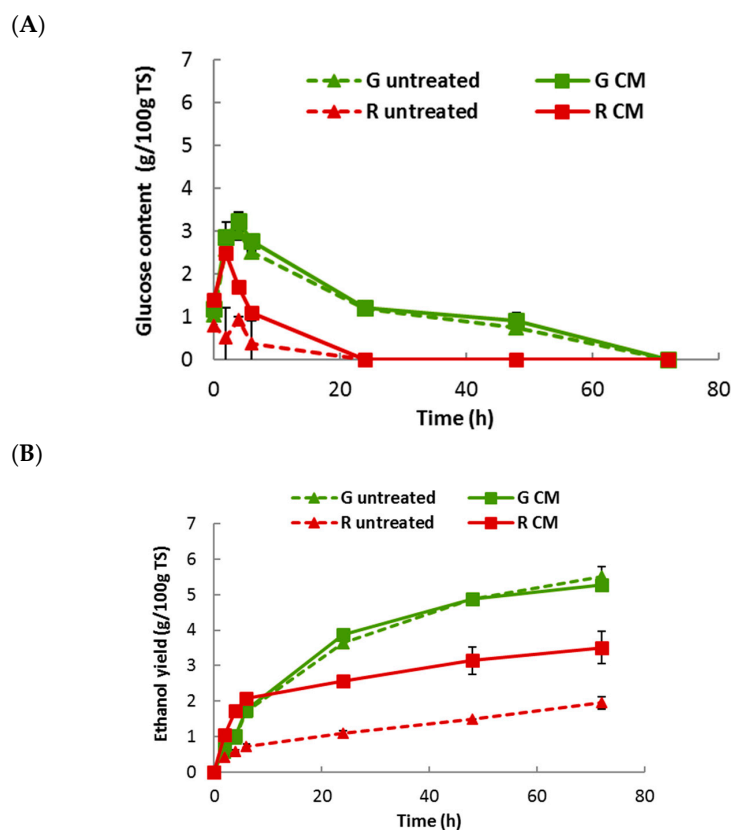 (A)
G untreated G CM
R untreated R CM
Glucose content (g/100g TS)
7
6
5
4
3
2
1
0
0 20 40 60 80
Time (h)
(B)
G untreated G CM
R untreated R CM
Ethanol yield (g/100g TS)
7
6
5
4
3
2
1
0
0 20 40 60 80
Time (h)